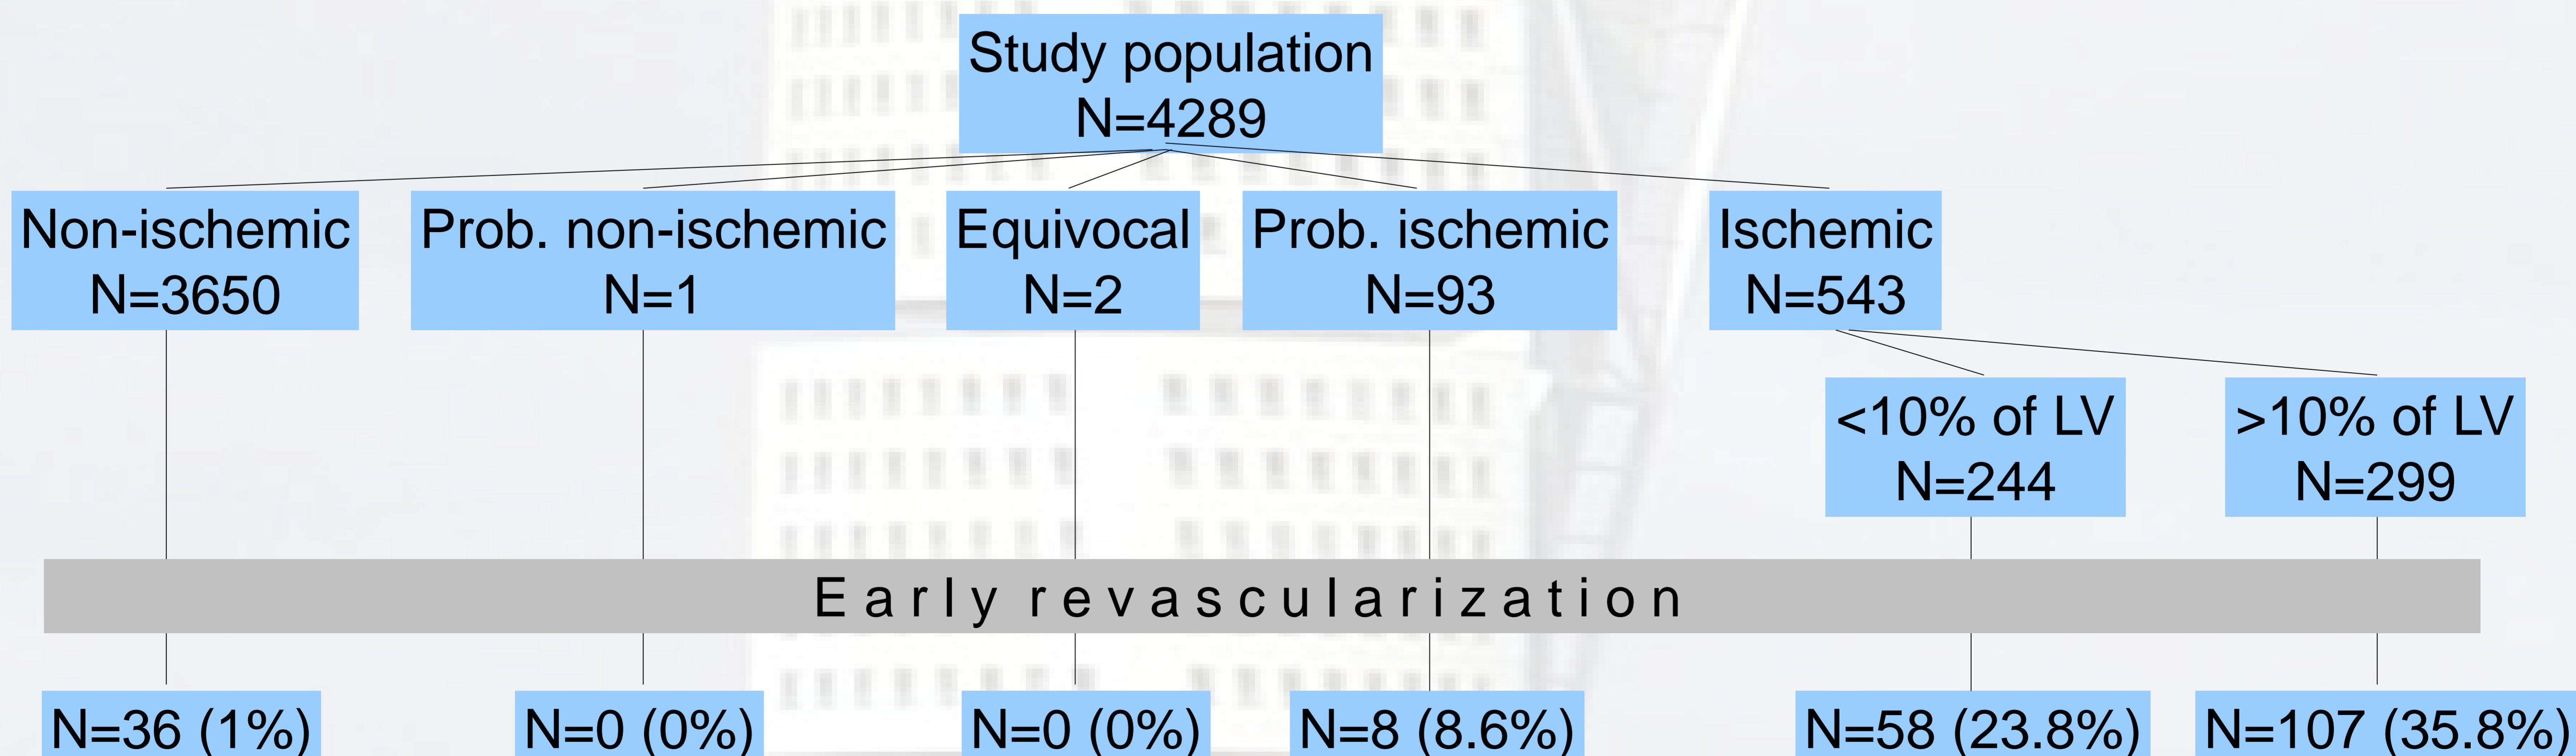 Study population
N=4289
Non-ischemic
N=3650
Prob. non-ischemic
N=1
Equivocal
N=2
Prob. ischemic
N=93
Ischemic
N=543
<10% of LV
N=244
>10% of LV
N=299
Early revascularization
N=36 (1%)
N=0 (0%)
N=0 (0%)
N=8 (8.6%)
N=58 (23.8%)
N=107 (35.8%)